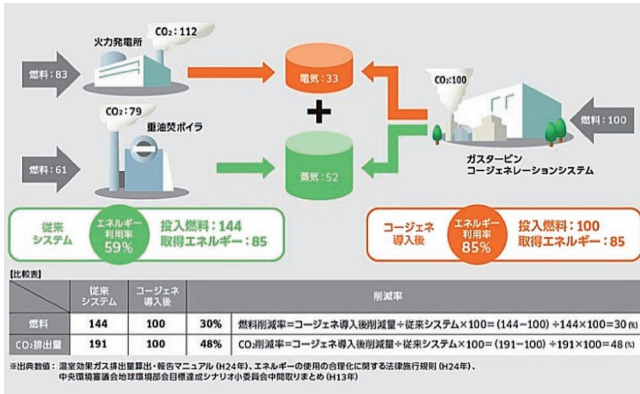 火力発電所
CO₂：112
燃料：83
電気：33
CO₂：100
燃料：100
ガスタービン
コージェネレーションシステム
+
CO₂：79
重油焚ボイラ
燃料：61
蒸気：52
従来
システム
エネルギー
利用率
59%
投入燃料：144
取得エネルギー：85
コージェネ
導入後
エネルギー
利用率
85%
投入燃料：100
取得エネルギー：85
【比較表】
従来
システム
コージェネ
導入後
削減率
燃料 144 100 30% 燃料削減率＝コージェネ導入後削減量÷従来システム×100＝(144−100)÷144×100＝30(%)
CO₂排出量 191 100 48% CO₂削減率＝コージェネ導入後削減量÷従来システム×100＝(191−100)÷191×100＝48(%)
※出典数値： 温室効果ガス排出量算出・報告マニュアル(H24年)、エネルギーの使用の合理化に関する法律施行規則(H24年)、
中央環境審議会地球環境部会目標達成シナリオ小委員会中間取りまとめ(H13年)